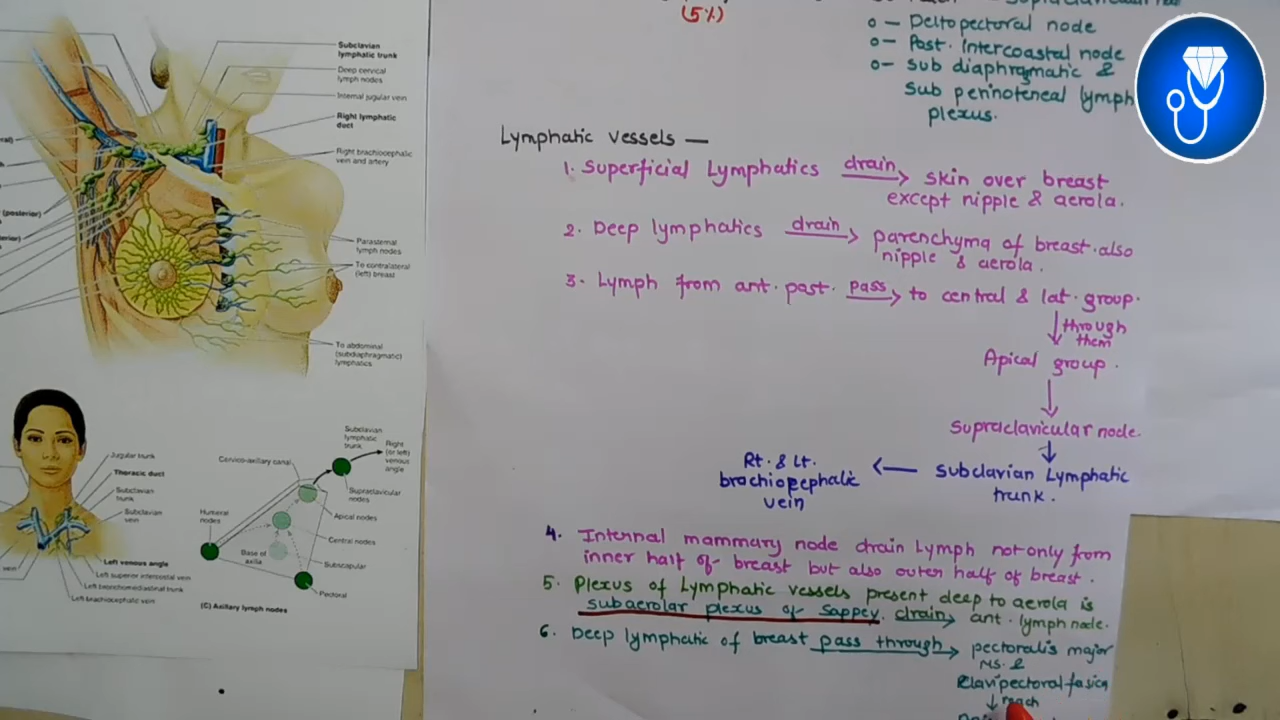 (5%)
o — Deltopectoral node
o — Post. Intercoastal node
o — Sub diaphragmatic &
Sub perinoteneal lymph
plexus.
Lymphatic vessels —
1. Superficial Lymphatics drain → skin over breast
except nipple & aerola.
2. Deep lymphatics drain → parenchyma of breast. also
nipple & aerola.
3. Lymph from ant. past. pass → to central & lat. group.
↓ through
them
Apical group.
↓
Supraclavicular node.
↓
Subclavian Lymphatic
trunk.
← Rt. & Lt.
brachiopephalic
vein
4. Internal mammary node drain Lymph not only from
inner half of breast but also outer half of breast.
5. Plexus of Lymphatic vessels present deep to aerola is
subaerolar plexus of Sappey. drain → ant. lymph node.
6. Deep lymphatic of breast pass through → pectoralis major
Ms. &
Clavipectoral fasica
↓ reach
Subclavian
lymphatic trunk
Deep cervical
lymph nodes
Internal jugular vein
Right lymphatic
duct
Right brachiocephalic
vein and artery
(posterior)
Parasternal
lymph nodes
To contralateral
(left) breast
To abdominal
(subdiaphragmatic)
lymphatics
Jugular trunk
Thoracic duct
Subclavian
trunk
Subclavian
vein
Left venous angle
Left superior intercostal vein
Left bronchomediastinal trunk
Left brachiocephalic vein
vein
Subclavian
lymphatic
trunk
Right
(or left)
venous
angle
Cervico-axillary canal
Supraclavicular
nodes
Humeral
nodes
Apical nodes
Central nodes
Base of
axilla
Subscapular
Pectoral
(C) Axillary lymph nodes